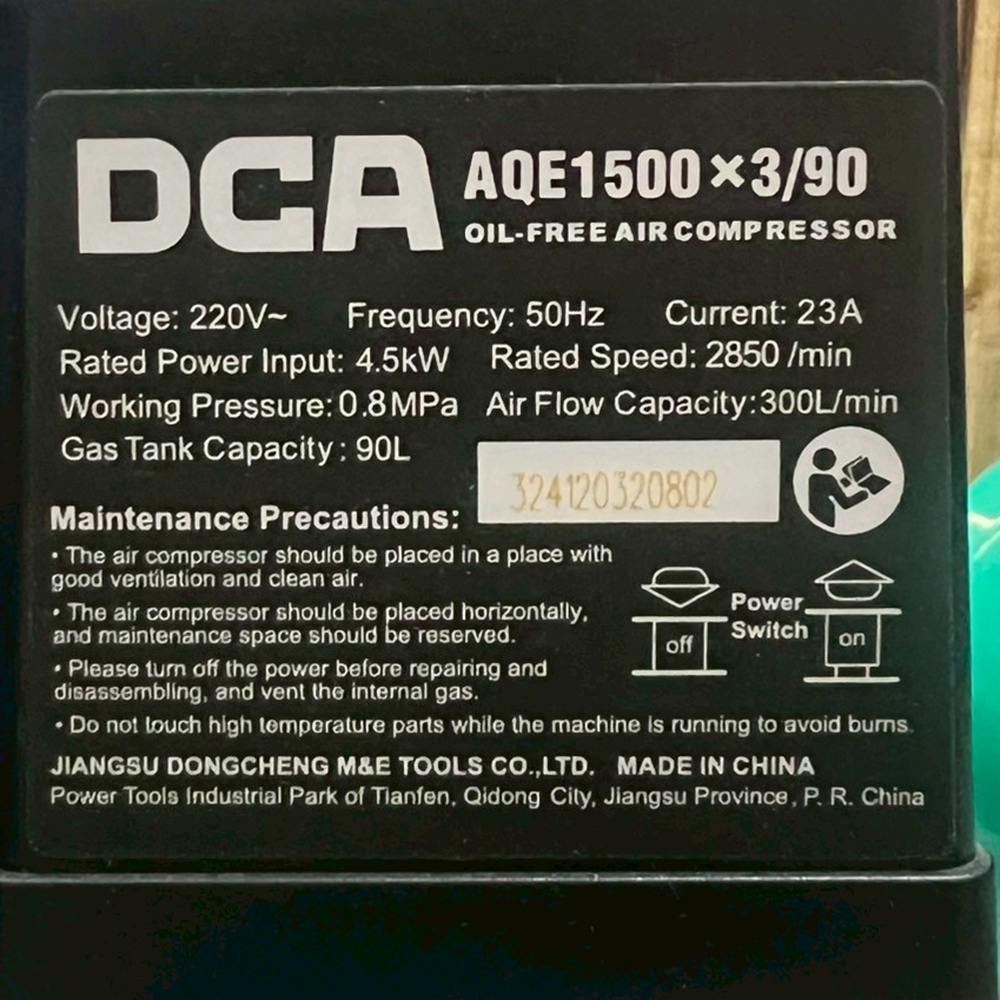 DCA AQE1500×3/90
OIL-FREE AIR COMPRESSOR
Voltage: 220V~ Frequency: 50Hz Current: 23A
Rated Power Input: 4.5kW Rated Speed: 2850 /min
Working Pressure: 0.8MPa Air Flow Capacity:300L/min
Gas Tank Capacity: 90L
324120320802
Maintenance Precautions:
• The air compressor should be placed in a place with
good ventilation and clean air.
• The air compressor should be placed horizontally,
and maintenance space should be reserved.
• Please turn off the power before repairing and
disassembling, and vent the internal gas.
• Do not touch high temperature parts while the machine is running to avoid burns.
off
Power
Switch
on
JIANGSU DONGCHENG M&E TOOLS CO.,LTD. MADE IN CHINA
Power Tools Industrial Park of Tianfen, Qidong City, Jiangsu Province, P. R. China